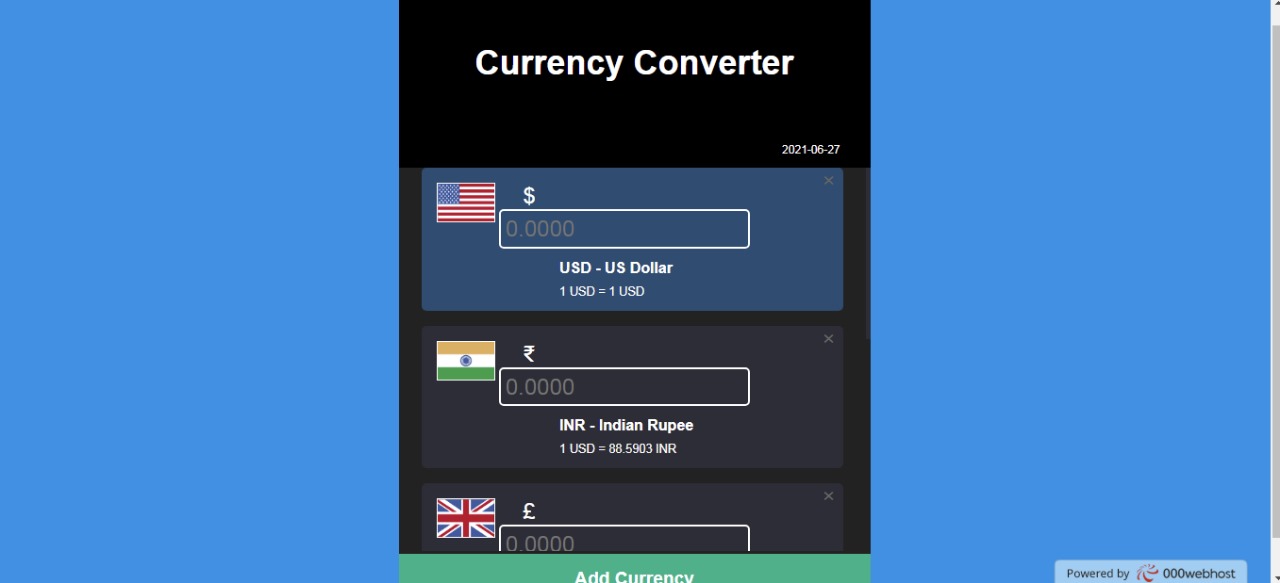 Currency Converter
2021-06-27
×
$
0.0000
USD - US Dollar
1 USD = 1 USD
×
₹
0.0000
INR - Indian Rupee
1 USD = 88.5903 INR
×
£
0.0000
Add Currency
Powered by 000webhost